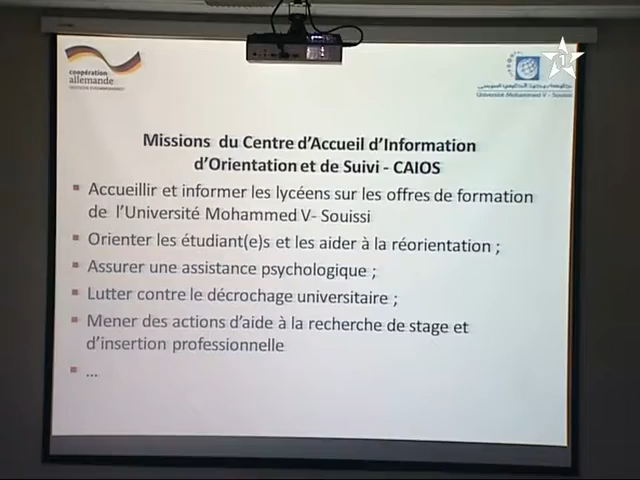 coopération
allemande
DEUTSCHE ZUSAMMENARBEIT
Université Mohammed V - Souissi
Missions du Centre d'Accueil d'Information
d'Orientation et de Suivi - CAIOS
Accueillir et informer les lycéens sur les offres de formation
de l'Université Mohammed V- Souissi
Orienter les étudiant(e)s et les aider à la réorientation ;
Assurer une assistance psychologique ;
Lutter contre le décrochage universitaire ;
Mener des actions d'aide à la recherche de stage et
d'insertion professionnelle
...